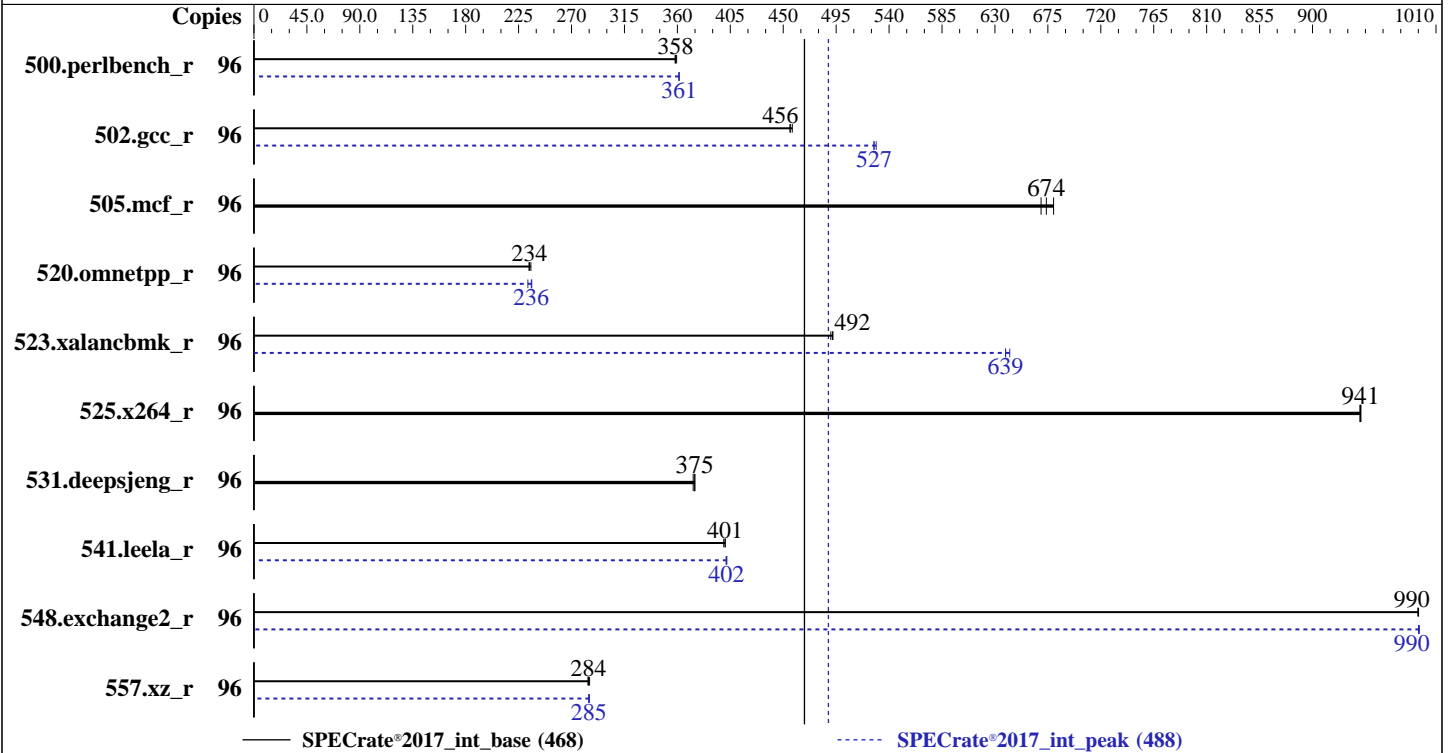 Copies 0 45.0 90.0 135 180 225 270 315 360 405 450 495 540 585 630 675 720 765 810 855 900 1010
358
500.perlbench_r 96
361
456
502.gcc_r 96
527
674
505.mcf_r 96
234
520.omnetpp_r 96
236
492
523.xalancbmk_r 96
639
941
525.x264_r 96
375
531.deepsjeng_r 96
401
541.leela_r 96
402
990
548.exchange2_r 96
990
284
557.xz_r 96
285
SPECrate®2017_int_base (468) SPECrate®2017_int_peak (488)